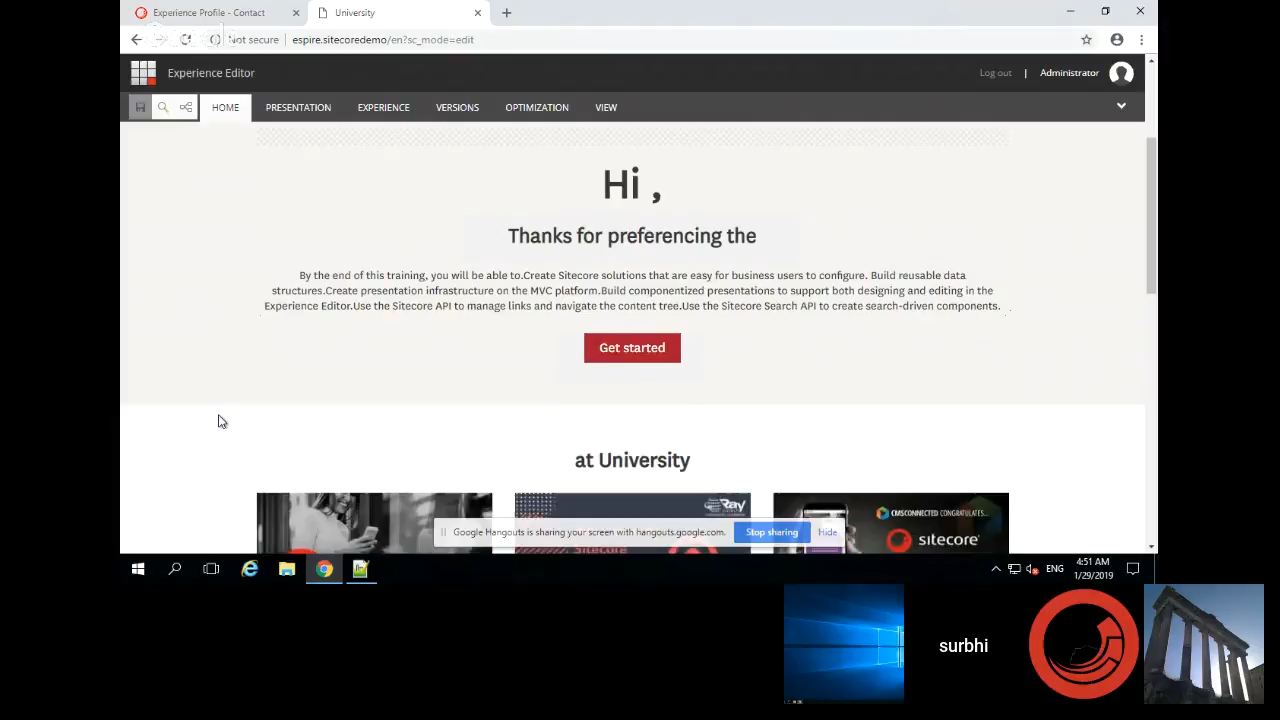 Experience Profile - Contact
University
Not secure
espire.sitecoredemo/en?sc_mode=edit
Experience Editor
Log out | Administrator
HOME PRESENTATION EXPERIENCE VERSIONS OPTIMIZATION VIEW
Hi ,
Thanks for preferencing the
By the end of this training, you will be able to.Create Sitecore solutions that are easy for business users to configure. Build reusable data
structures.Create presentation infrastructure on the MVC platform.Build componentized presentations to support both designing and editing in the
Experience Editor.Use the Sitecore API to manage links and navigate the content tree.Use the Sitecore Search API to create search-driven components.
Get started
at University
Ray
CMSCONNECTED CONGRATULATES...
sitecore
Google Hangouts is sharing your screen with hangouts.google.com.
Stop sharing
Hide
Sitecore
ENG
4:51 AM
1/29/2019
surbhi